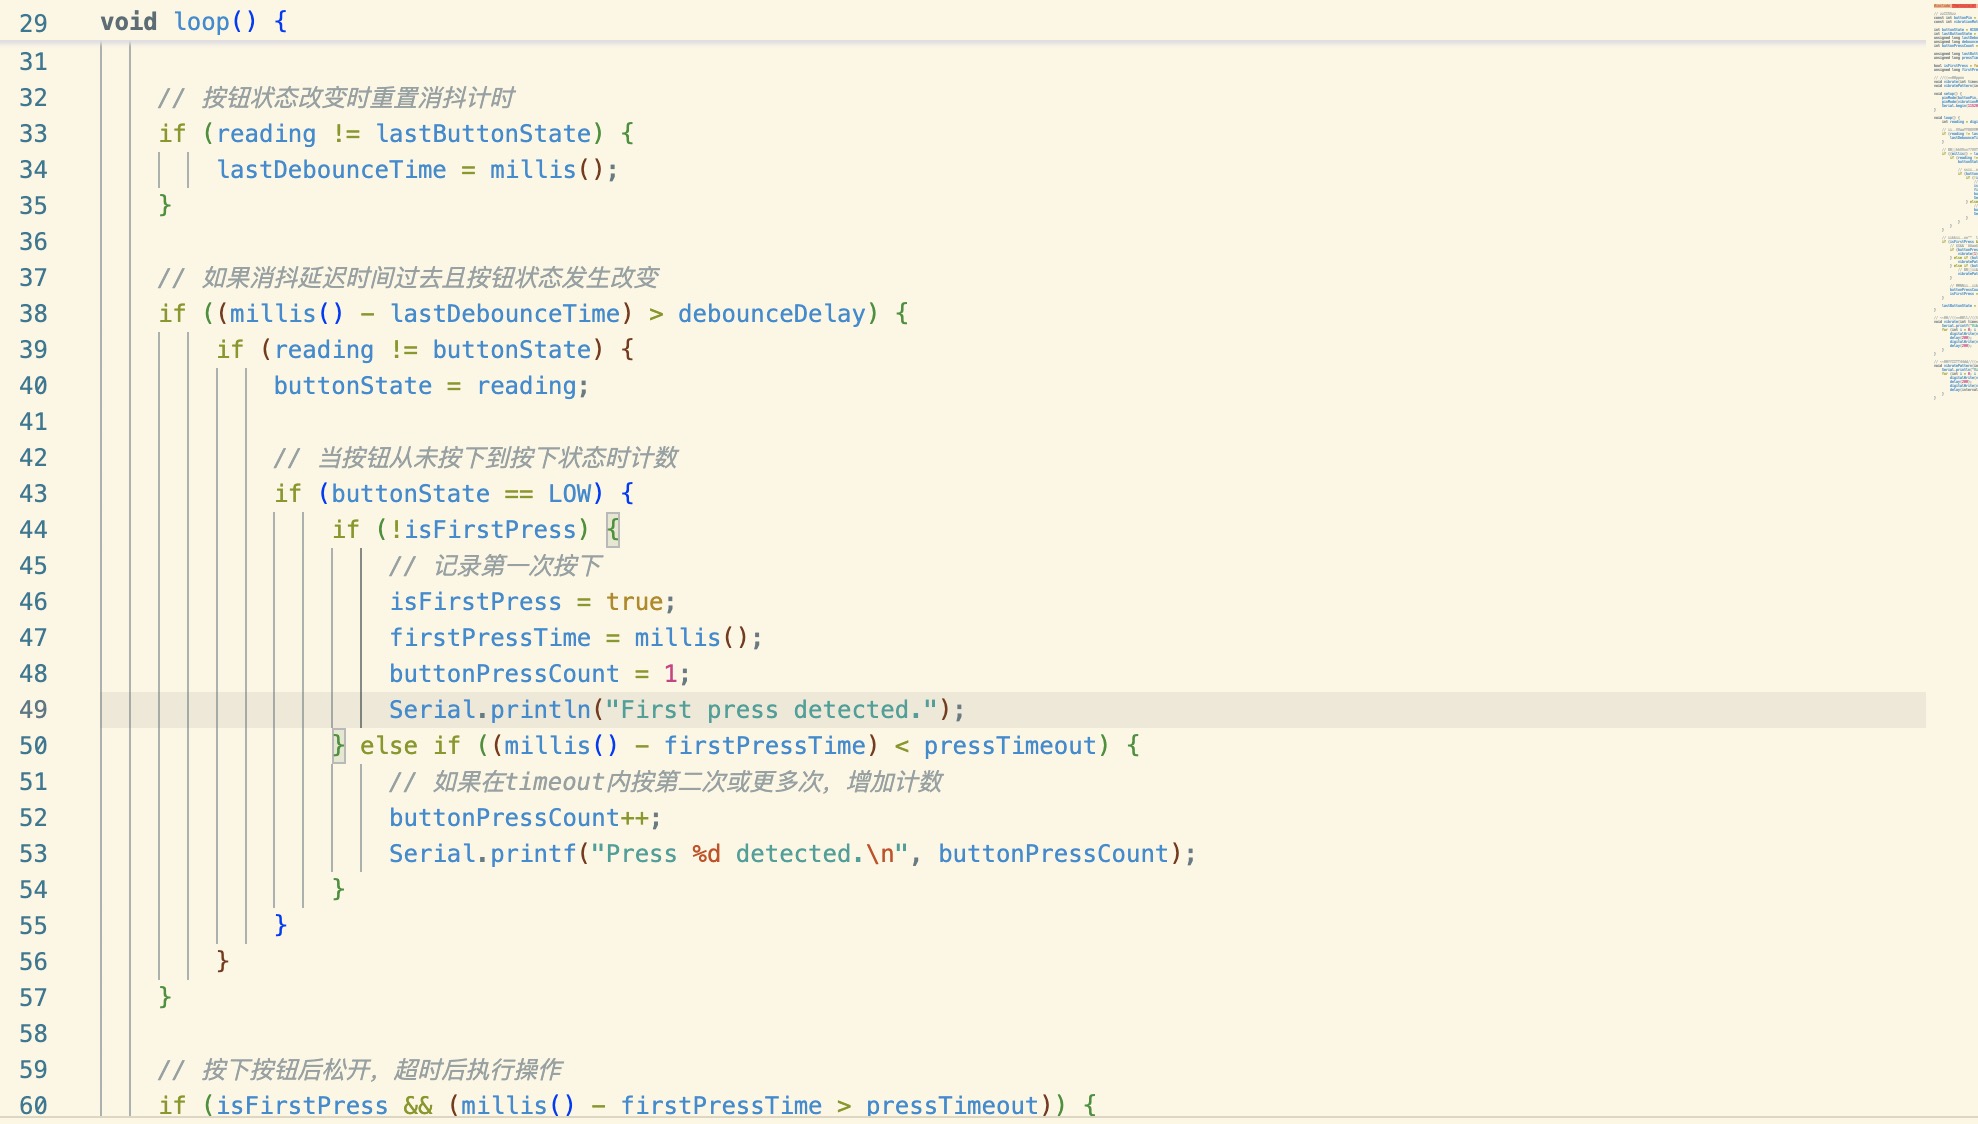 29 void loop() {
31
32 // 按钮状态改变时重置消抖计时
33 if (reading != lastButtonState) {
34 lastDebounceTime = millis();
35 }
36
37 // 如果消抖延迟时间过去且按钮状态发生改变
38 if ((millis() - lastDebounceTime) > debounceDelay) {
39 if (reading != buttonState) {
40 buttonState = reading;
41
42 // 当按钮从未按下到按下状态时计数
43 if (buttonState == LOW) {
44 if (!isFirstPress) {
45 // 记录第一次按下
46 isFirstPress = true;
47 firstPressTime = millis();
48 buttonPressCount = 1;
49 Serial.println("First press detected.");
50 } else if ((millis() - firstPressTime) < pressTimeout) {
51 // 如果在timeout内按第二次或更多次，增加计数
52 buttonPressCount++;
53 Serial.printf("Press %d detected.\n", buttonPressCount);
54 }
55 }
56 }
57 }
58
59 // 按下按钮后松开，超时后执行操作
60 if (isFirstPress && (millis() - firstPressTime > pressTimeout)) {